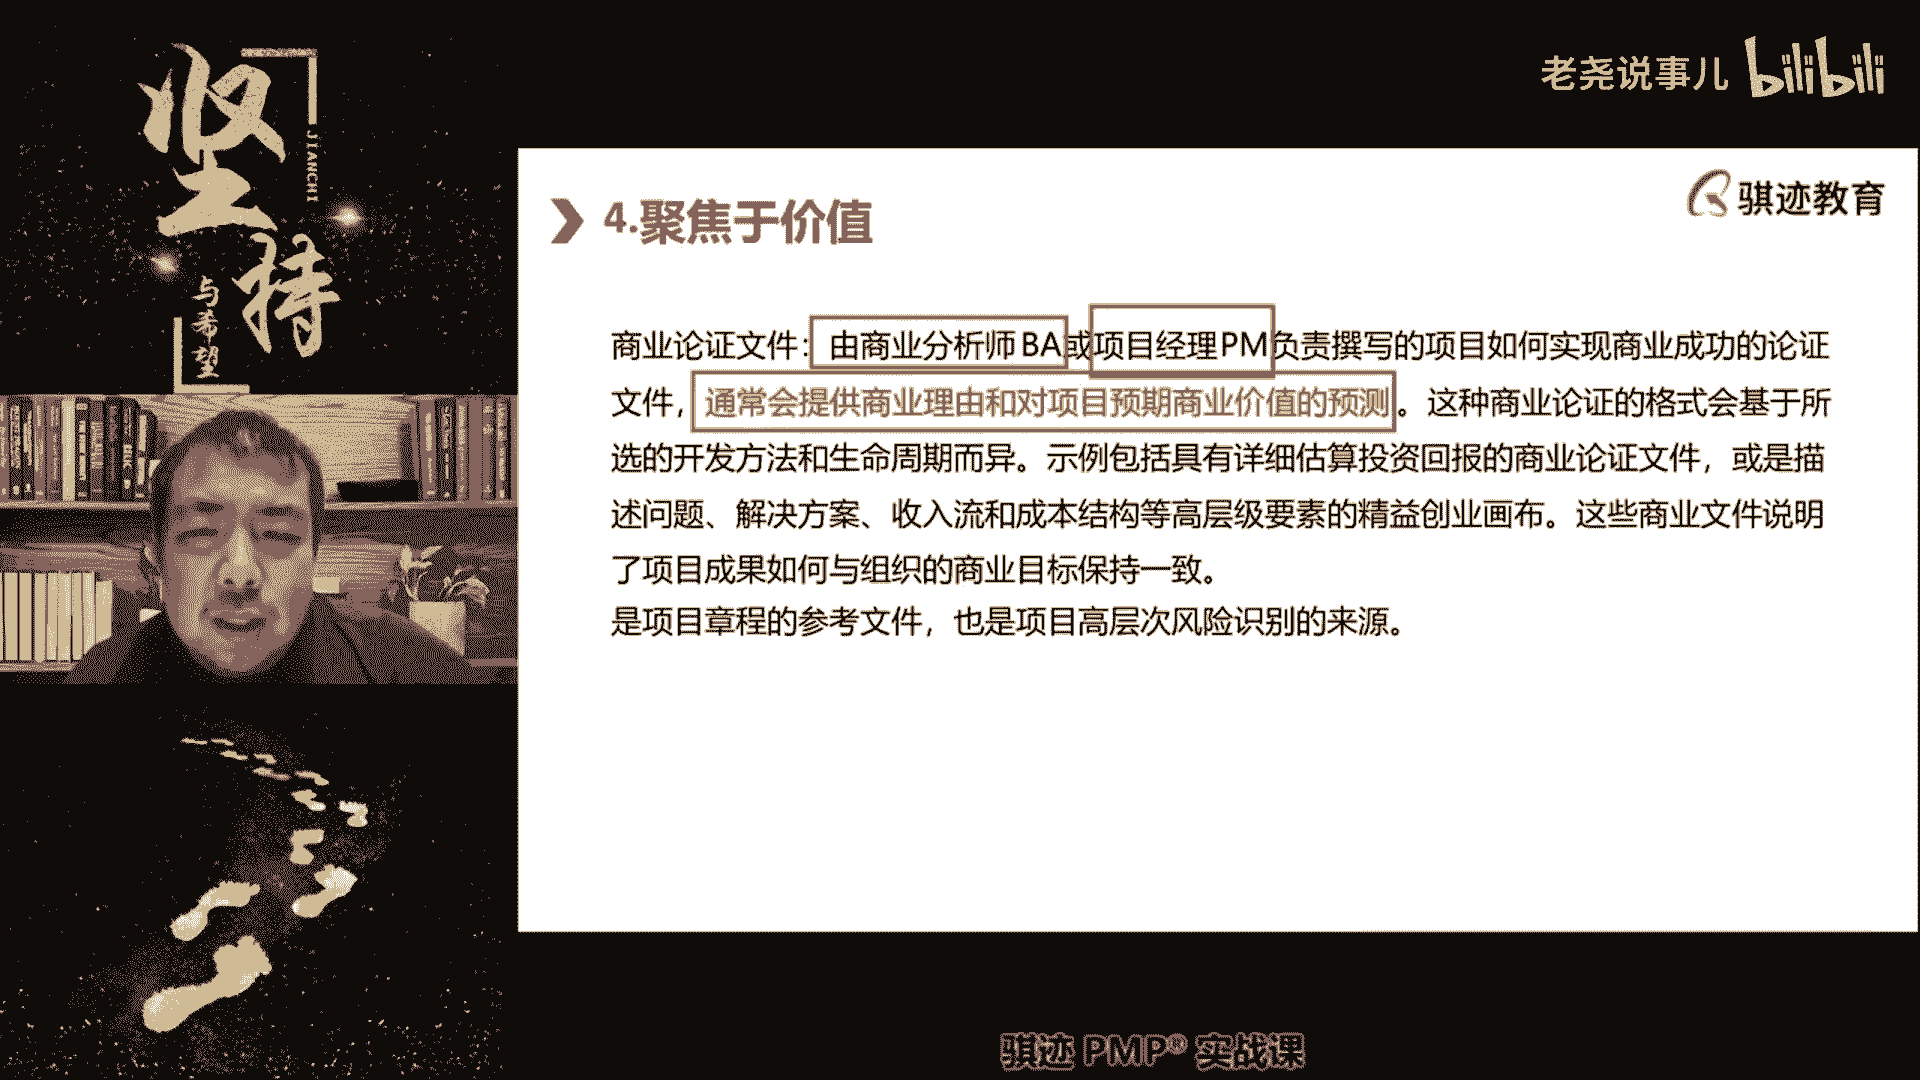 坚持
JIANCHI
与希望
老尧说事儿 bilibili
骐迹教育
4.聚焦于价值
商业论证文件：由商业分析师BA或项目经理PM负责撰写的项目如何实现商业成功的论证
文件，通常会提供商业理由和对项目预期商业价值的预测。这种商业论证的格式会基于所
选的开发方法和生命周期而异。示例包括具有详细估算投资回报的商业论证文件，或是描
述问题、解决方案、收入流和成本结构等高层级要素的精益创业画布。这些商业文件说明
了项目成果如何与组织的商业目标保持一致。
是项目章程的参考文件，也是项目高层次风险识别的来源。
骐迹 PMP® 实战课